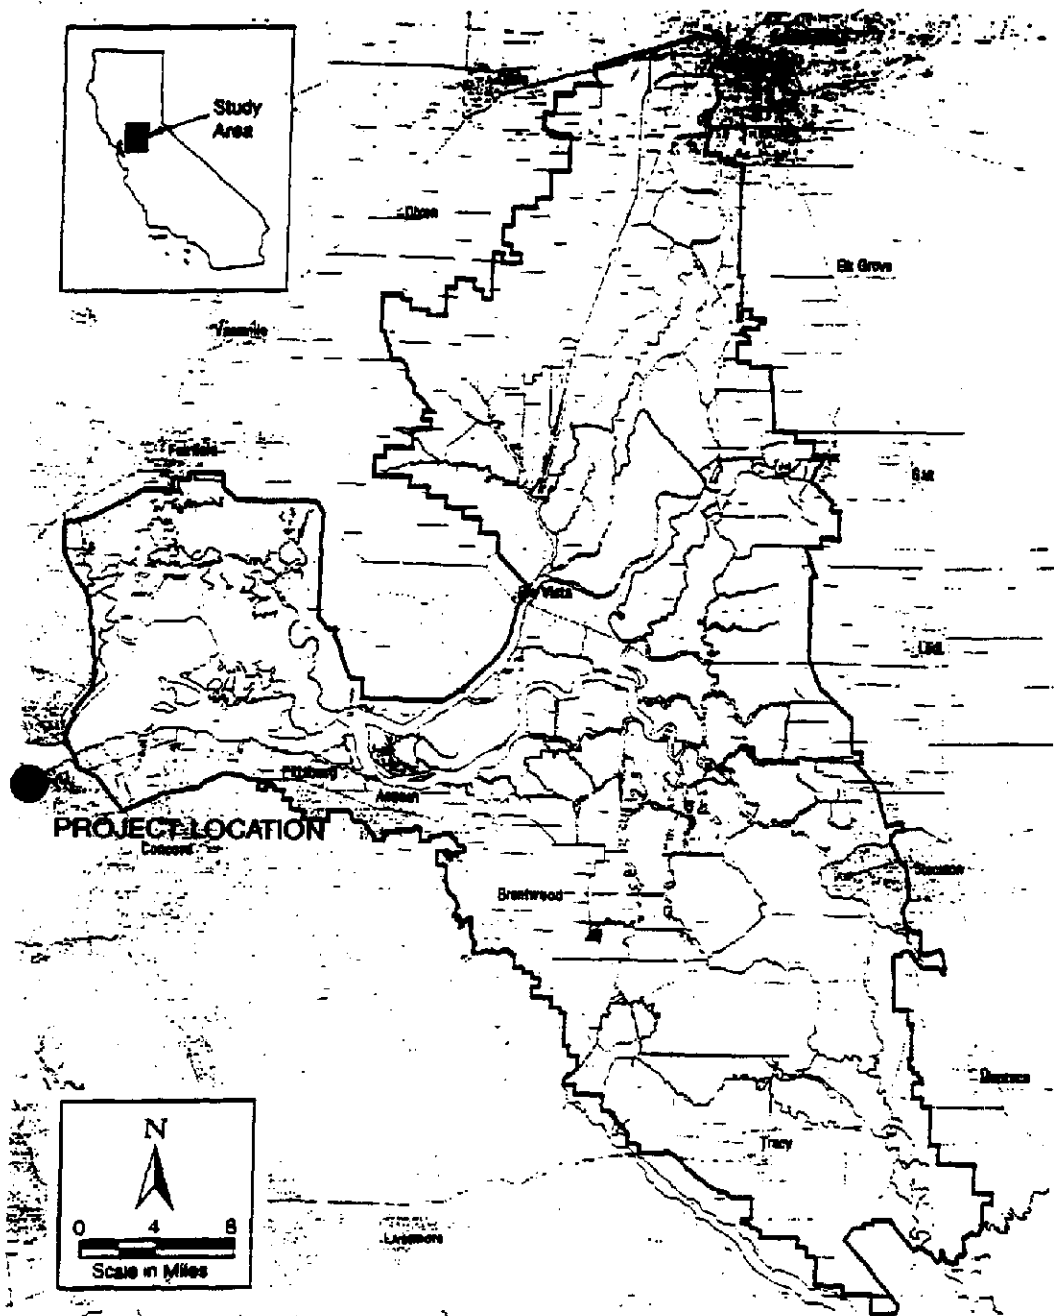 Study
Area
Dixon
Elk Grove
Vacaville
Fairfield
Galt
Rio Vista
Lodi
Pittsburg
Antioch
PROJECT LOCATION
Concord
Stockton
Brentwood
Manteca
N
Tracy
0 4 8
Livermore
Scale in Miles